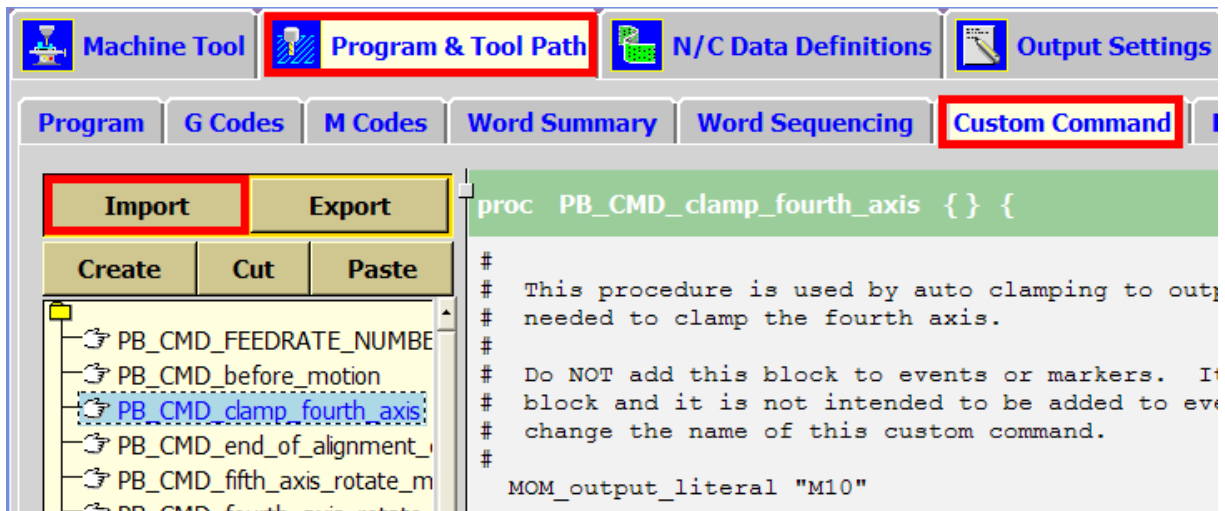 Machine Tool Program & Tool Path N/C Data Definitions Output Settings
Program G Codes M Codes Word Summary Word Sequencing Custom Command
Import Export
Create Cut Paste
PB_CMD_FEEDRATE_NUMBE
PB_CMD_before_motion
PB_CMD_clamp_fourth_axis
PB_CMD_end_of_alignment_
PB_CMD_fifth_axis_rotate_m
proc PB_CMD_clamp_fourth_axis {} {
#
# This procedure is used by auto clamping to outp
# needed to clamp the fourth axis.
#
# Do NOT add this block to events or markers. It
# block and it is not intended to be added to eve
# change the name of this custom command.
#
MOM_output_literal "M10"